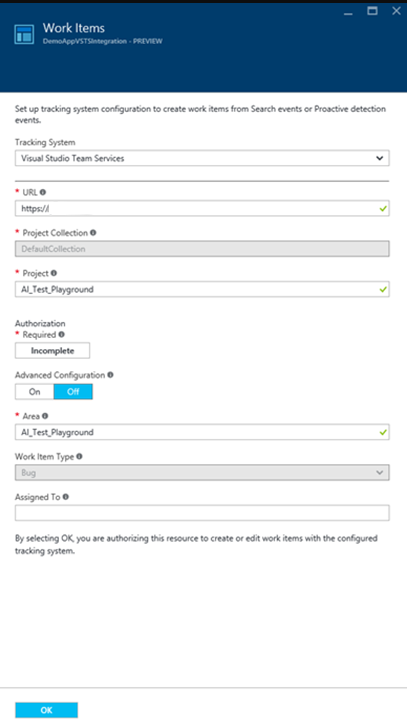 Work Items
DemoAppVSTSIntegration - PREVIEW
Set up tracking system configuration to create work items from Search events or Proactive detection
events.
Tracking System
Visual Studio Team Services
* URL
https://
* Project Collection
DefaultCollection
* Project
AI_Test_Playground
Authorization
* Required
Incomplete
Advanced Configuration
On Off
* Area
AI_Test_Playground
Work Item Type
Bug
Assigned To
By selecting OK, you are authorizing this resource to create or edit work items with the configured
tracking system.
OK